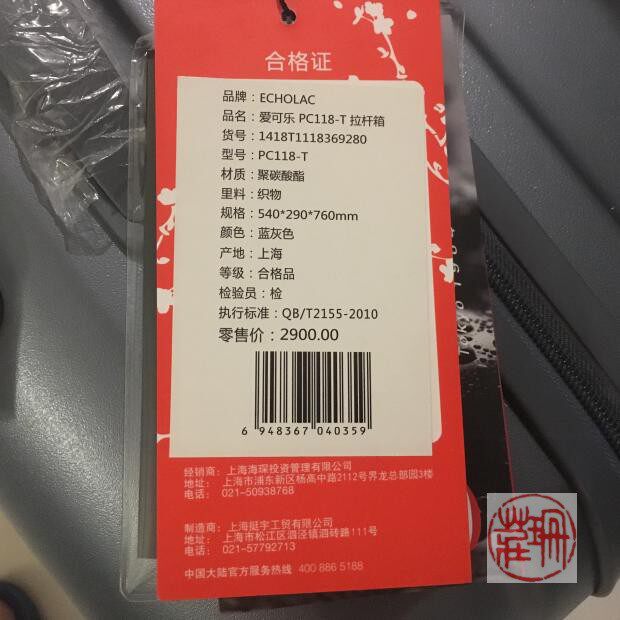 合格证
品牌：ECHOLAC
品名：爱可乐 PC118-T 拉杆箱
货号：1418T1118369280
型号：PC118-T
材质：聚碳酸酯
里料：织物
规格：540*290*760mm
颜色：蓝灰色
产地：上海
等级：合格品
检验员：检
执行标准：QB/T2155-2010
零售价：2900.00
6 948367 040359
经销商：上海海琛投资管理有限公司
地址：上海市浦东新区杨高中路2112号界龙总部园3楼
电话：021-50938768
制造商：上海挺宇工贸有限公司
地址：上海市松江区泗泾镇泗砖路111号
电话：021-57792713
中国大陆官方服务热线 400 886 5188